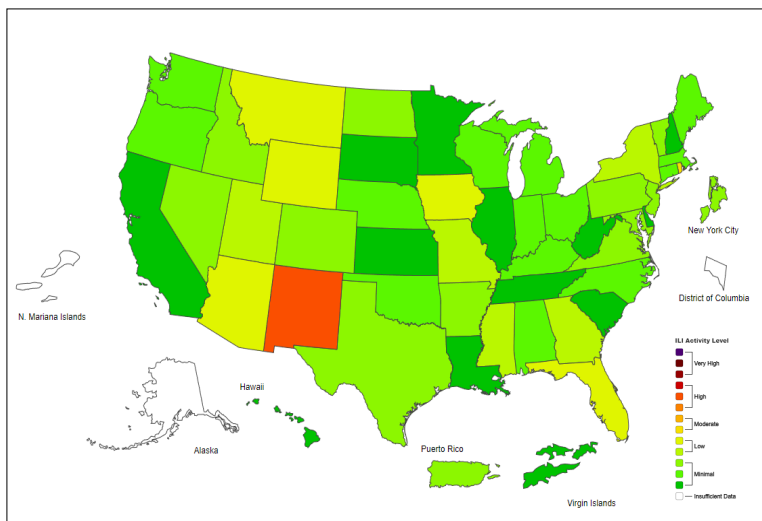 New York City
District of Columbia
N. Mariana Islands
ILI Activity Level
Very High
High
Moderate
Low
Minimal
Insufficient Data
Hawaii
Alaska
Puerto Rico
Virgin Islands